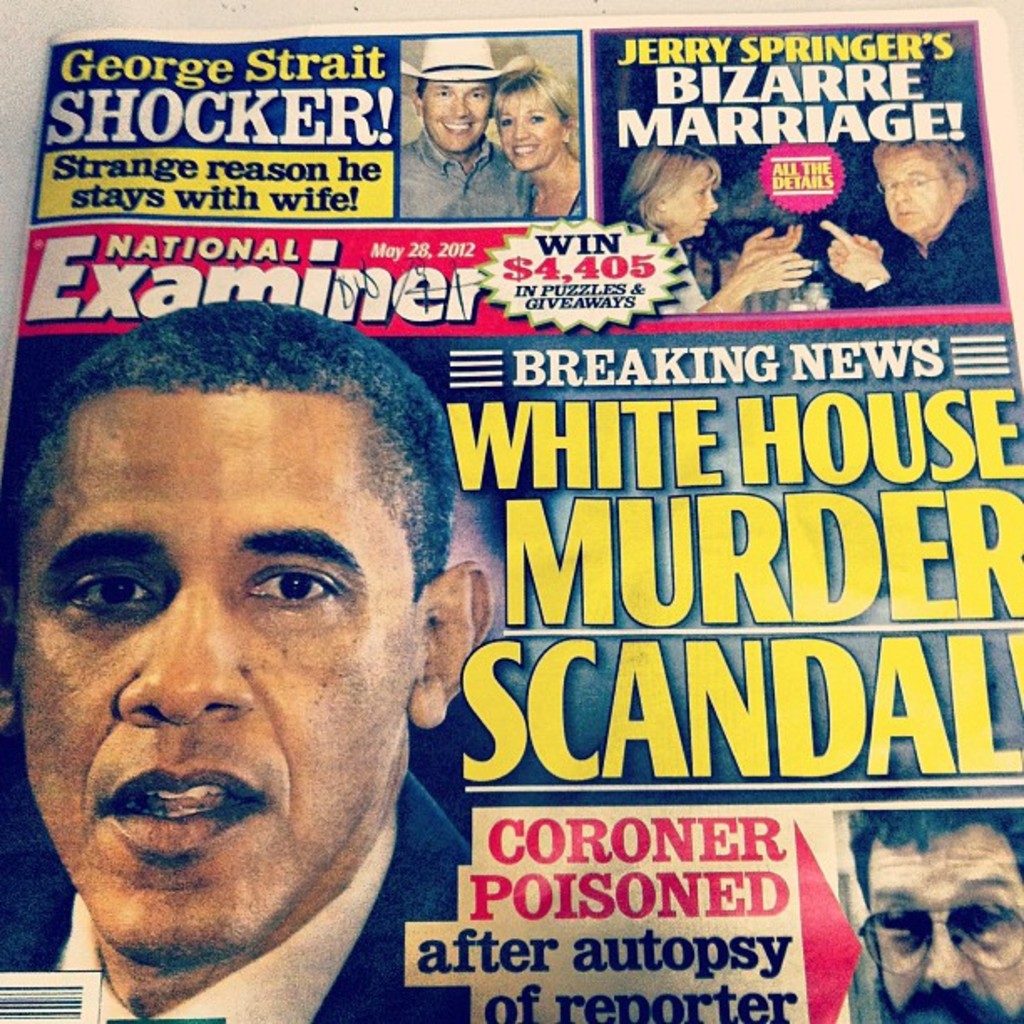 George Strait
SHOCKER!
Strange reason he
stays with wife!
JERRY SPRINGER'S
BIZARRE
MARRIAGE!
ALL THE
DETAILS
NATIONAL
Examiner
May 28, 2012
WIN
$4,405
IN PUZZLES &
GIVEAWAYS
BREAKING NEWS
WHITE HOUSE
MURDER
SCANDAL
CORONER
POISONED
after autopsy
of reporter